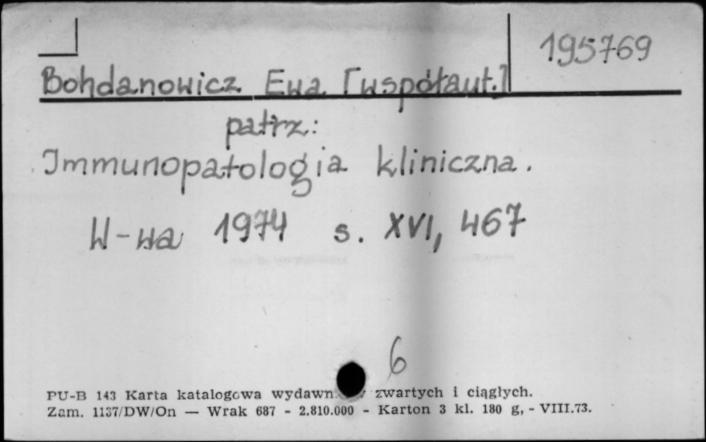 195769
Bohdanowicz Ewa [współaut.]
patrz:
Immunopatologia kliniczna.
W-wa 1974 s. XVI, 467
6
PU-B 143 Karta katalogowa wydawn. zwartych i ciągłych.
Zam. 1137/DW/On — Wrak 687 - 2.810.000 - Karton 3 kl. 180 g, - VIII.73.